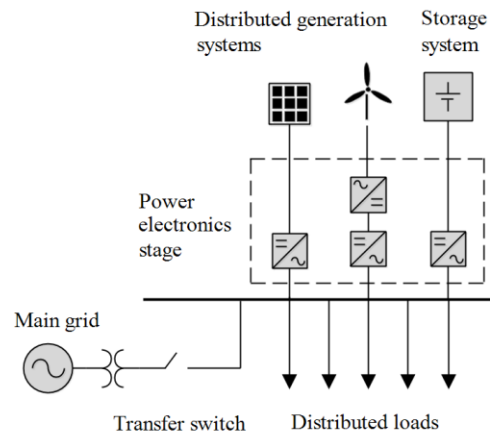 Distributed generation
systems
Storage
system
Power
electronics
stage
Main grid
Transfer switch
Distributed loads